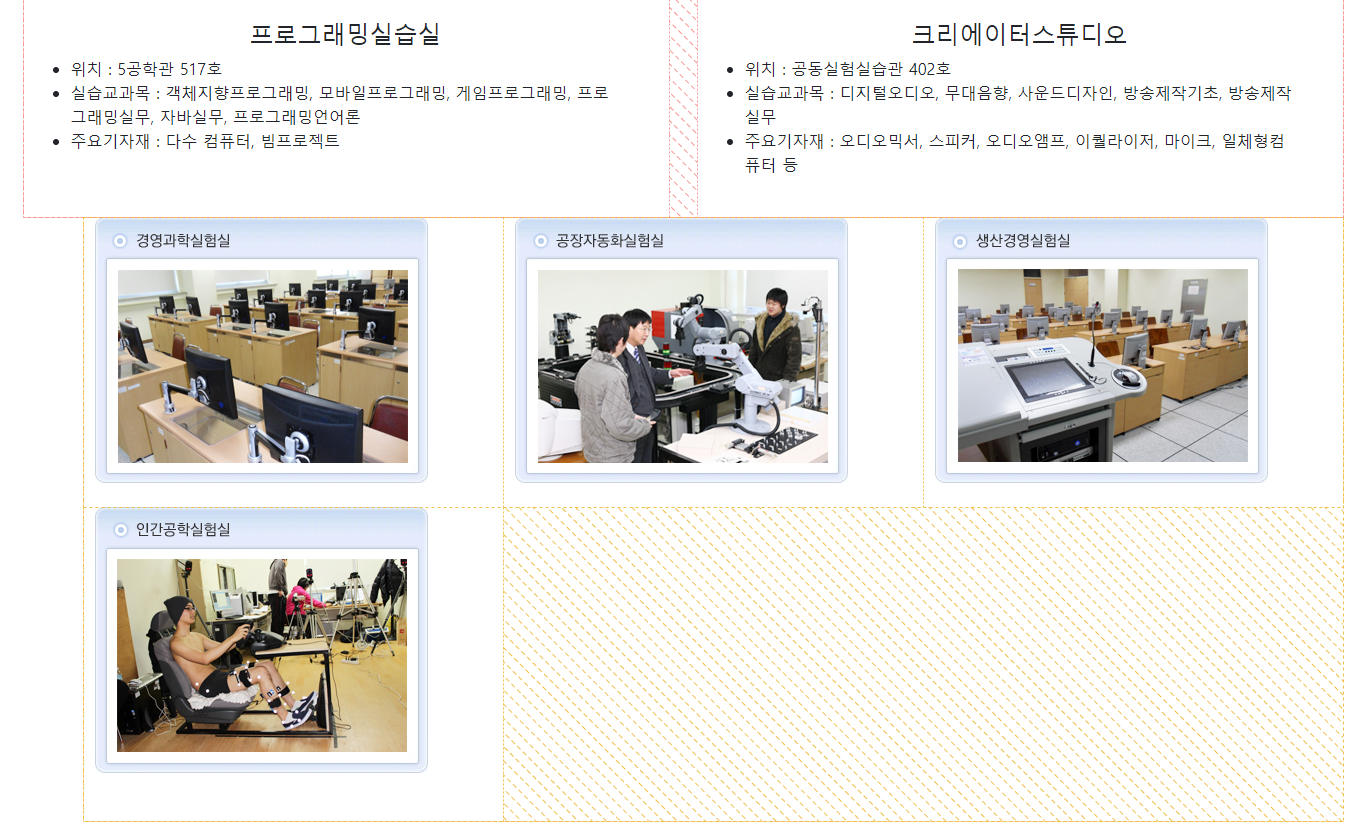 프로그래밍실습실
위치 : 5공학관 517호
실습교과목 : 객체지향프로그래밍, 모바일프로그래밍, 게임프로그래밍, 프로
그래밍실무, 자바실무, 프로그래밍언어론
주요기자재 : 다수 컴퓨터, 빔프로젝트
크리에이터스튜디오
위치 : 공동실험실습관 402호
실습교과목 : 디지털오디오, 무대음향, 사운드디자인, 방송제작기초, 방송제작
실무
주요기자재 : 오디오믹서, 스피커, 오디오앰프, 이퀄라이저, 마이크, 일체형컴
퓨터 등
경영과학실험실
공장자동화실험실
생산경영실험실
인간공학실험실